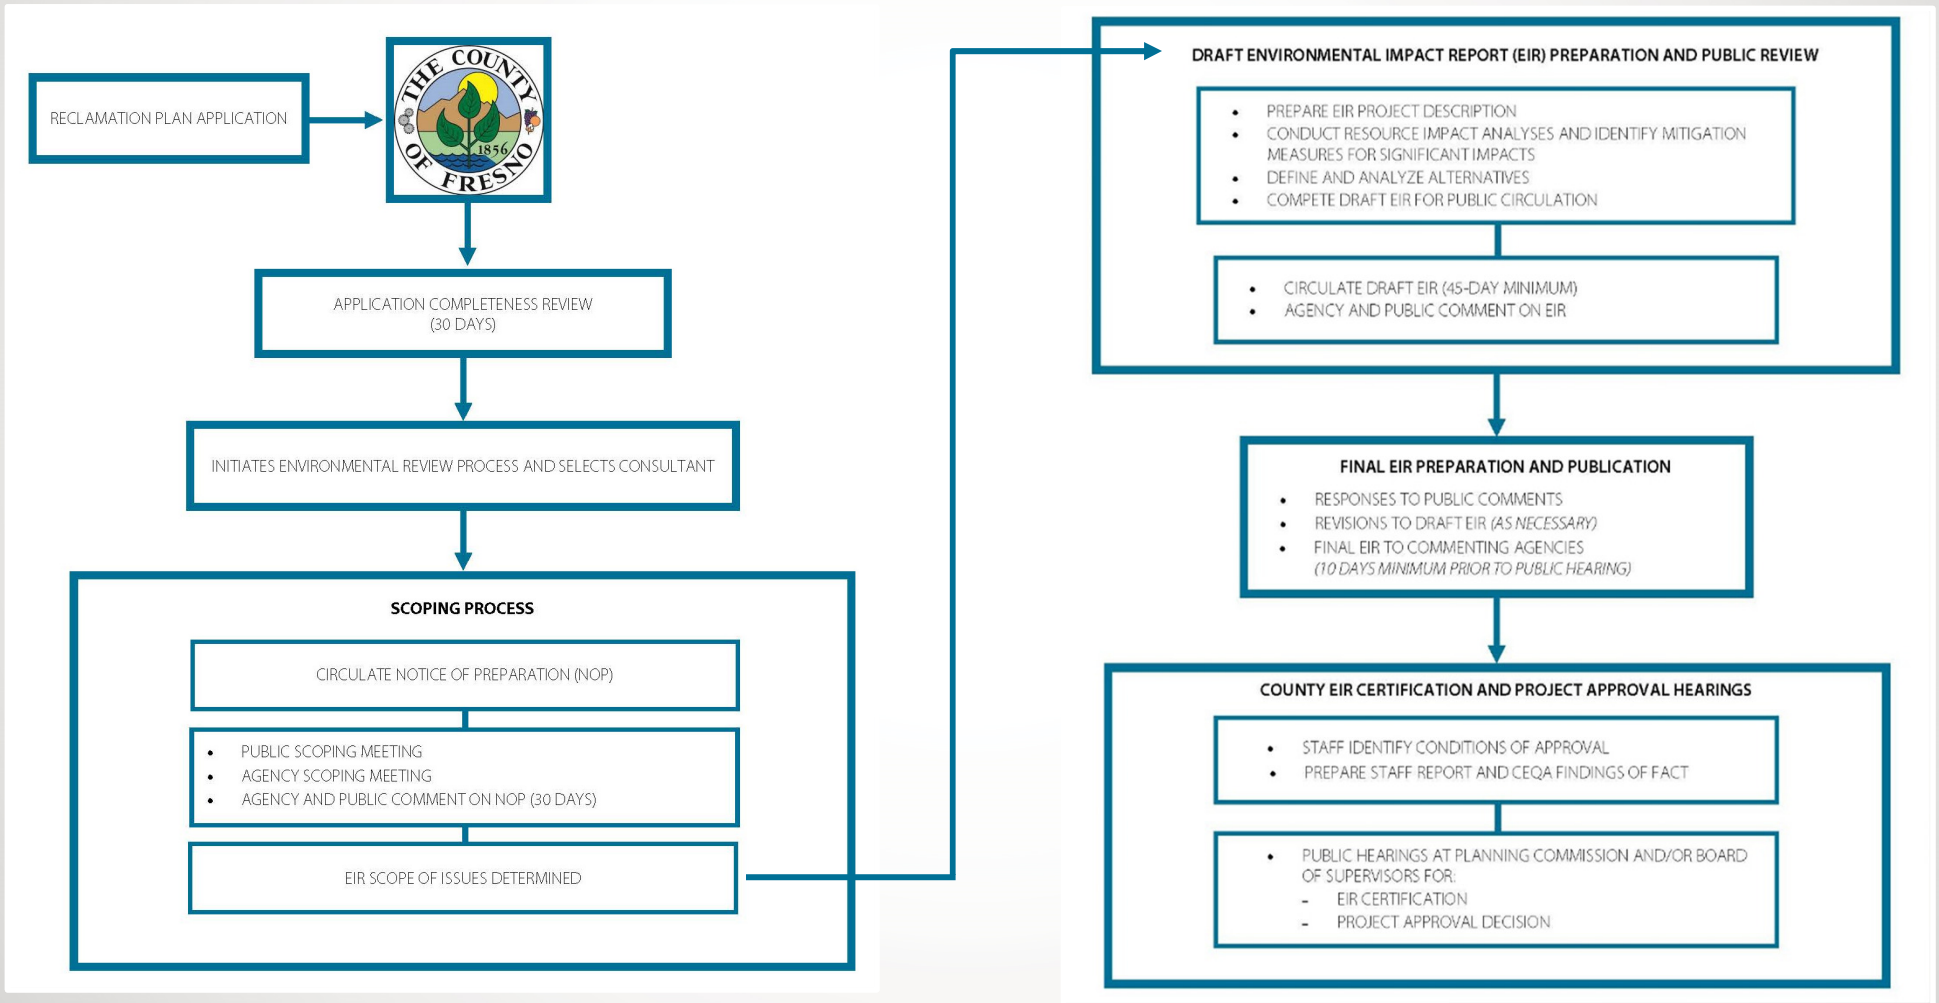 RECLAMATION PLAN APPLICATION
THE COUNTY
OF FRESNO
1856
APPLICATION COMPLETENESS REVIEW
(30 DAYS)
INITIATES ENVIRONMENTAL REVIEW PROCESS AND SELECTS CONSULTANT
SCOPING PROCESS
CIRCULATE NOTICE OF PREPARATION (NOP)
• PUBLIC SCOPING MEETING
• AGENCY SCOPING MEETING
• AGENCY AND PUBLIC COMMENT ON NOP (30 DAYS)
EIR SCOPE OF ISSUES DETERMINED
DRAFT ENVIRONMENTAL IMPACT REPORT (EIR) PREPARATION AND PUBLIC REVIEW
• PREPARE EIR PROJECT DESCRIPTION
• CONDUCT RESOURCE IMPACT ANALYSES AND IDENTIFY MITIGATION
MEASURES FOR SIGNIFICANT IMPACTS
• DEFINE AND ANALYZE ALTERNATIVES
• COMPETE DRAFT EIR FOR PUBLIC CIRCULATION
• CIRCULATE DRAFT EIR (45-DAY MINIMUM)
• AGENCY AND PUBLIC COMMENT ON EIR
FINAL EIR PREPARATION AND PUBLICATION
• RESPONSES TO PUBLIC COMMENTS
• REVISIONS TO DRAFT EIR (AS NECESSARY)
• FINAL EIR TO COMMENTING AGENCIES
(10 DAYS MINIMUM PRIOR TO PUBLIC HEARING)
COUNTY EIR CERTIFICATION AND PROJECT APPROVAL HEARINGS
• STAFF IDENTIFY CONDITIONS OF APPROVAL
• PREPARE STAFF REPORT AND CEQA FINDINGS OF FACT
• PUBLIC HEARINGS AT PLANNING COMMISSION AND/OR BOARD
OF SUPERVISORS FOR:
– EIR CERTIFICATION
– PROJECT APPROVAL DECISION